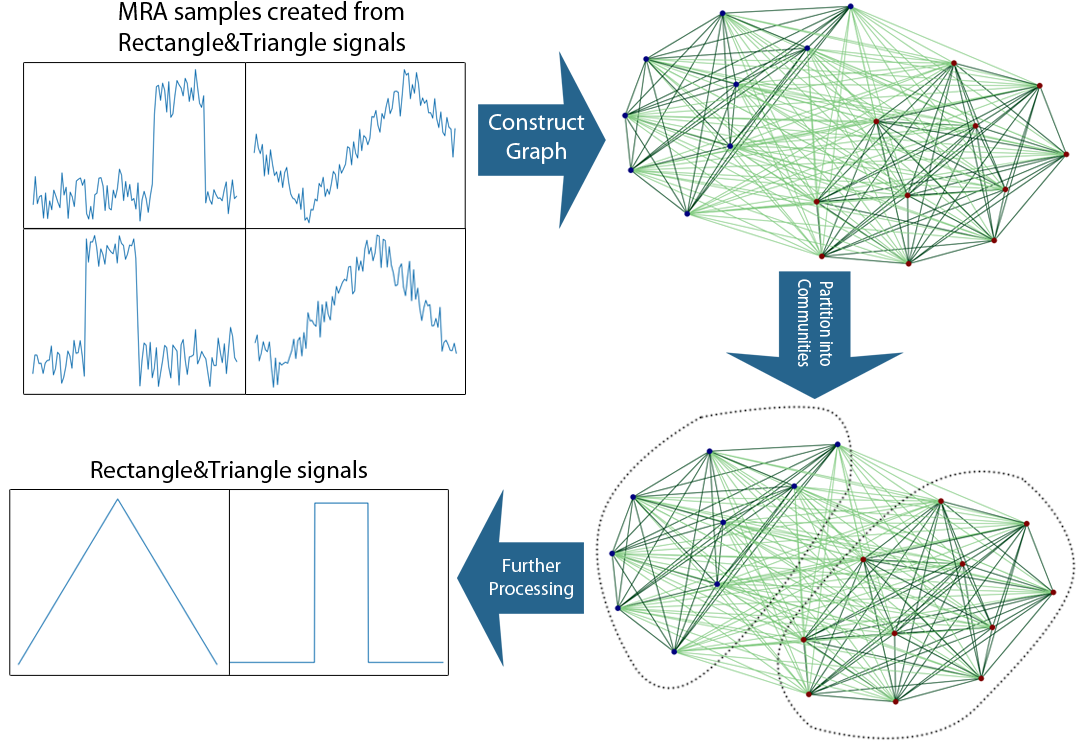 MRA samples created from
Rectangle&Triangle signals
Construct
Graph
Partition into
Communities
Further
Processing
Rectangle&Triangle signals